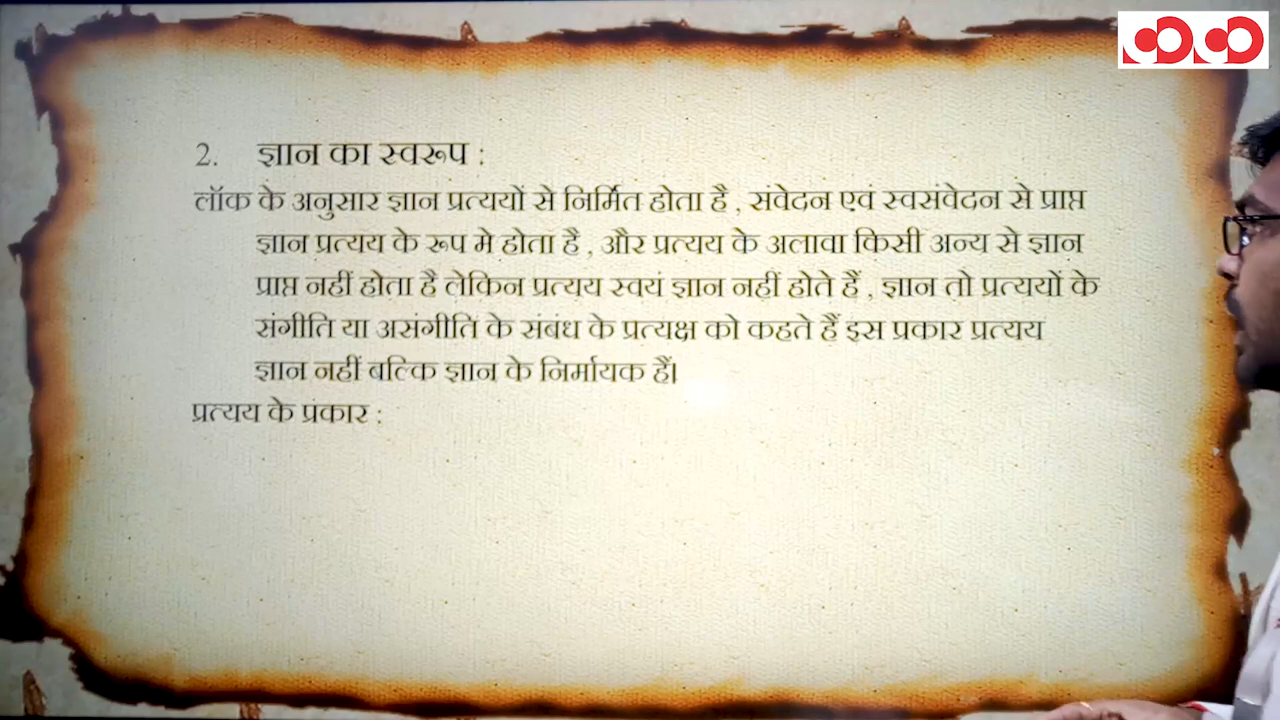 2. ज्ञान का स्वरूप :
लॉक के अनुसार ज्ञान प्रत्ययों से निर्मित होता है , संवेदन एवं स्वसंवेदन से प्राप्त
ज्ञान प्रत्यय के रूप मे होता है , और प्रत्यय के अलावा किसी अन्य से ज्ञान
प्राप्त नहीं होता है लेकिन प्रत्यय स्वयं ज्ञान नहीं होते हैं , ज्ञान तो प्रत्ययों के
संगीति या असंगीति के संबंध के प्रत्यक्ष को कहते हैं इस प्रकार प्रत्यय
ज्ञान नहीं बल्कि ज्ञान के निर्मायक हैं।
प्रत्यय के प्रकार :